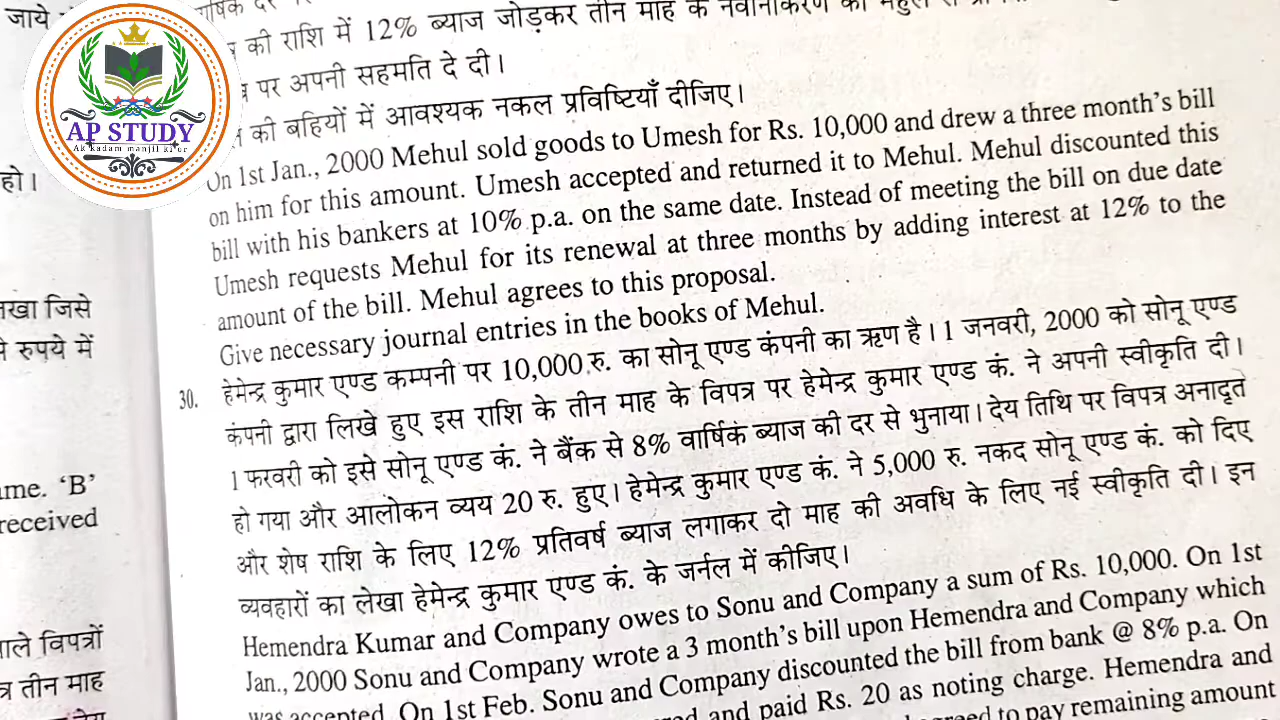 जाये
हो।
नखा जिसे
रुपये में
me. 'B'
received
वाले विपत्रों
तीन माह
AP STUDY
Ak kadam manjil ki or
की राशि में 12% ब्याज जोड़कर तीन माह के नवीनीकरण की
पर अपनी सहमति दे दी।
की बहियों में आवश्यक नकल प्रविष्टियाँ दीजिए।
On 1st Jan., 2000 Mehul sold goods to Umesh for Rs. 10,000 and drew a three month's bill
on him for this amount. Umesh accepted and returned it to Mehul. Mehul discounted this
bill with his bankers at 10% p.a. on the same date. Instead of meeting the bill on due date
Umesh requests Mehul for its renewal at three months by adding interest at 12% to the
amount of the bill. Mehul agrees to this proposal.
Give necessary journal entries in the books of Mehul.
30. हेमेन्द्र कुमार एण्ड कम्पनी पर 10,000 रु. का सोनू एण्ड कंपनी का ऋण है। 1 जनवरी, 2000 को सोनू एण्ड
कंपनी द्वारा लिखे हुए इस राशि के तीन माह के विपत्र पर हेमेन्द्र कुमार एण्ड कं. ने अपनी स्वीकृति दी।
1 फरवरी को इसे सोनू एण्ड कं. ने बैंक से 8% वार्षिक ब्याज की दर से भुनाया। देय तिथि पर विपत्र अनादृत
हो गया और आलोकन व्यय 20 रु. हुए। हेमेन्द्र कुमार एण्ड कं. ने 5,000 रु. नकद सोनू एण्ड कं. को दिए
और शेष राशि के लिए 12% प्रतिवर्ष ब्याज लगाकर दो माह की अवधि के लिए नई स्वीकृति दी। इन
व्यवहारों का लेखा हेमेन्द्र कुमार एण्ड कं. के जर्नल में कीजिए।
Hemendra Kumar and Company owes to Sonu and Company a sum of Rs. 10,000. On 1st
Jan., 2000 Sonu and Company wrote a 3 month's bill upon Hemendra and Company which
was accepted. On 1st Feb. Sonu and Company discounted the bill from bank @ 8% p.a. On
and paid Rs. 20 as noting charge. Hemendra and
to pay remaining amount